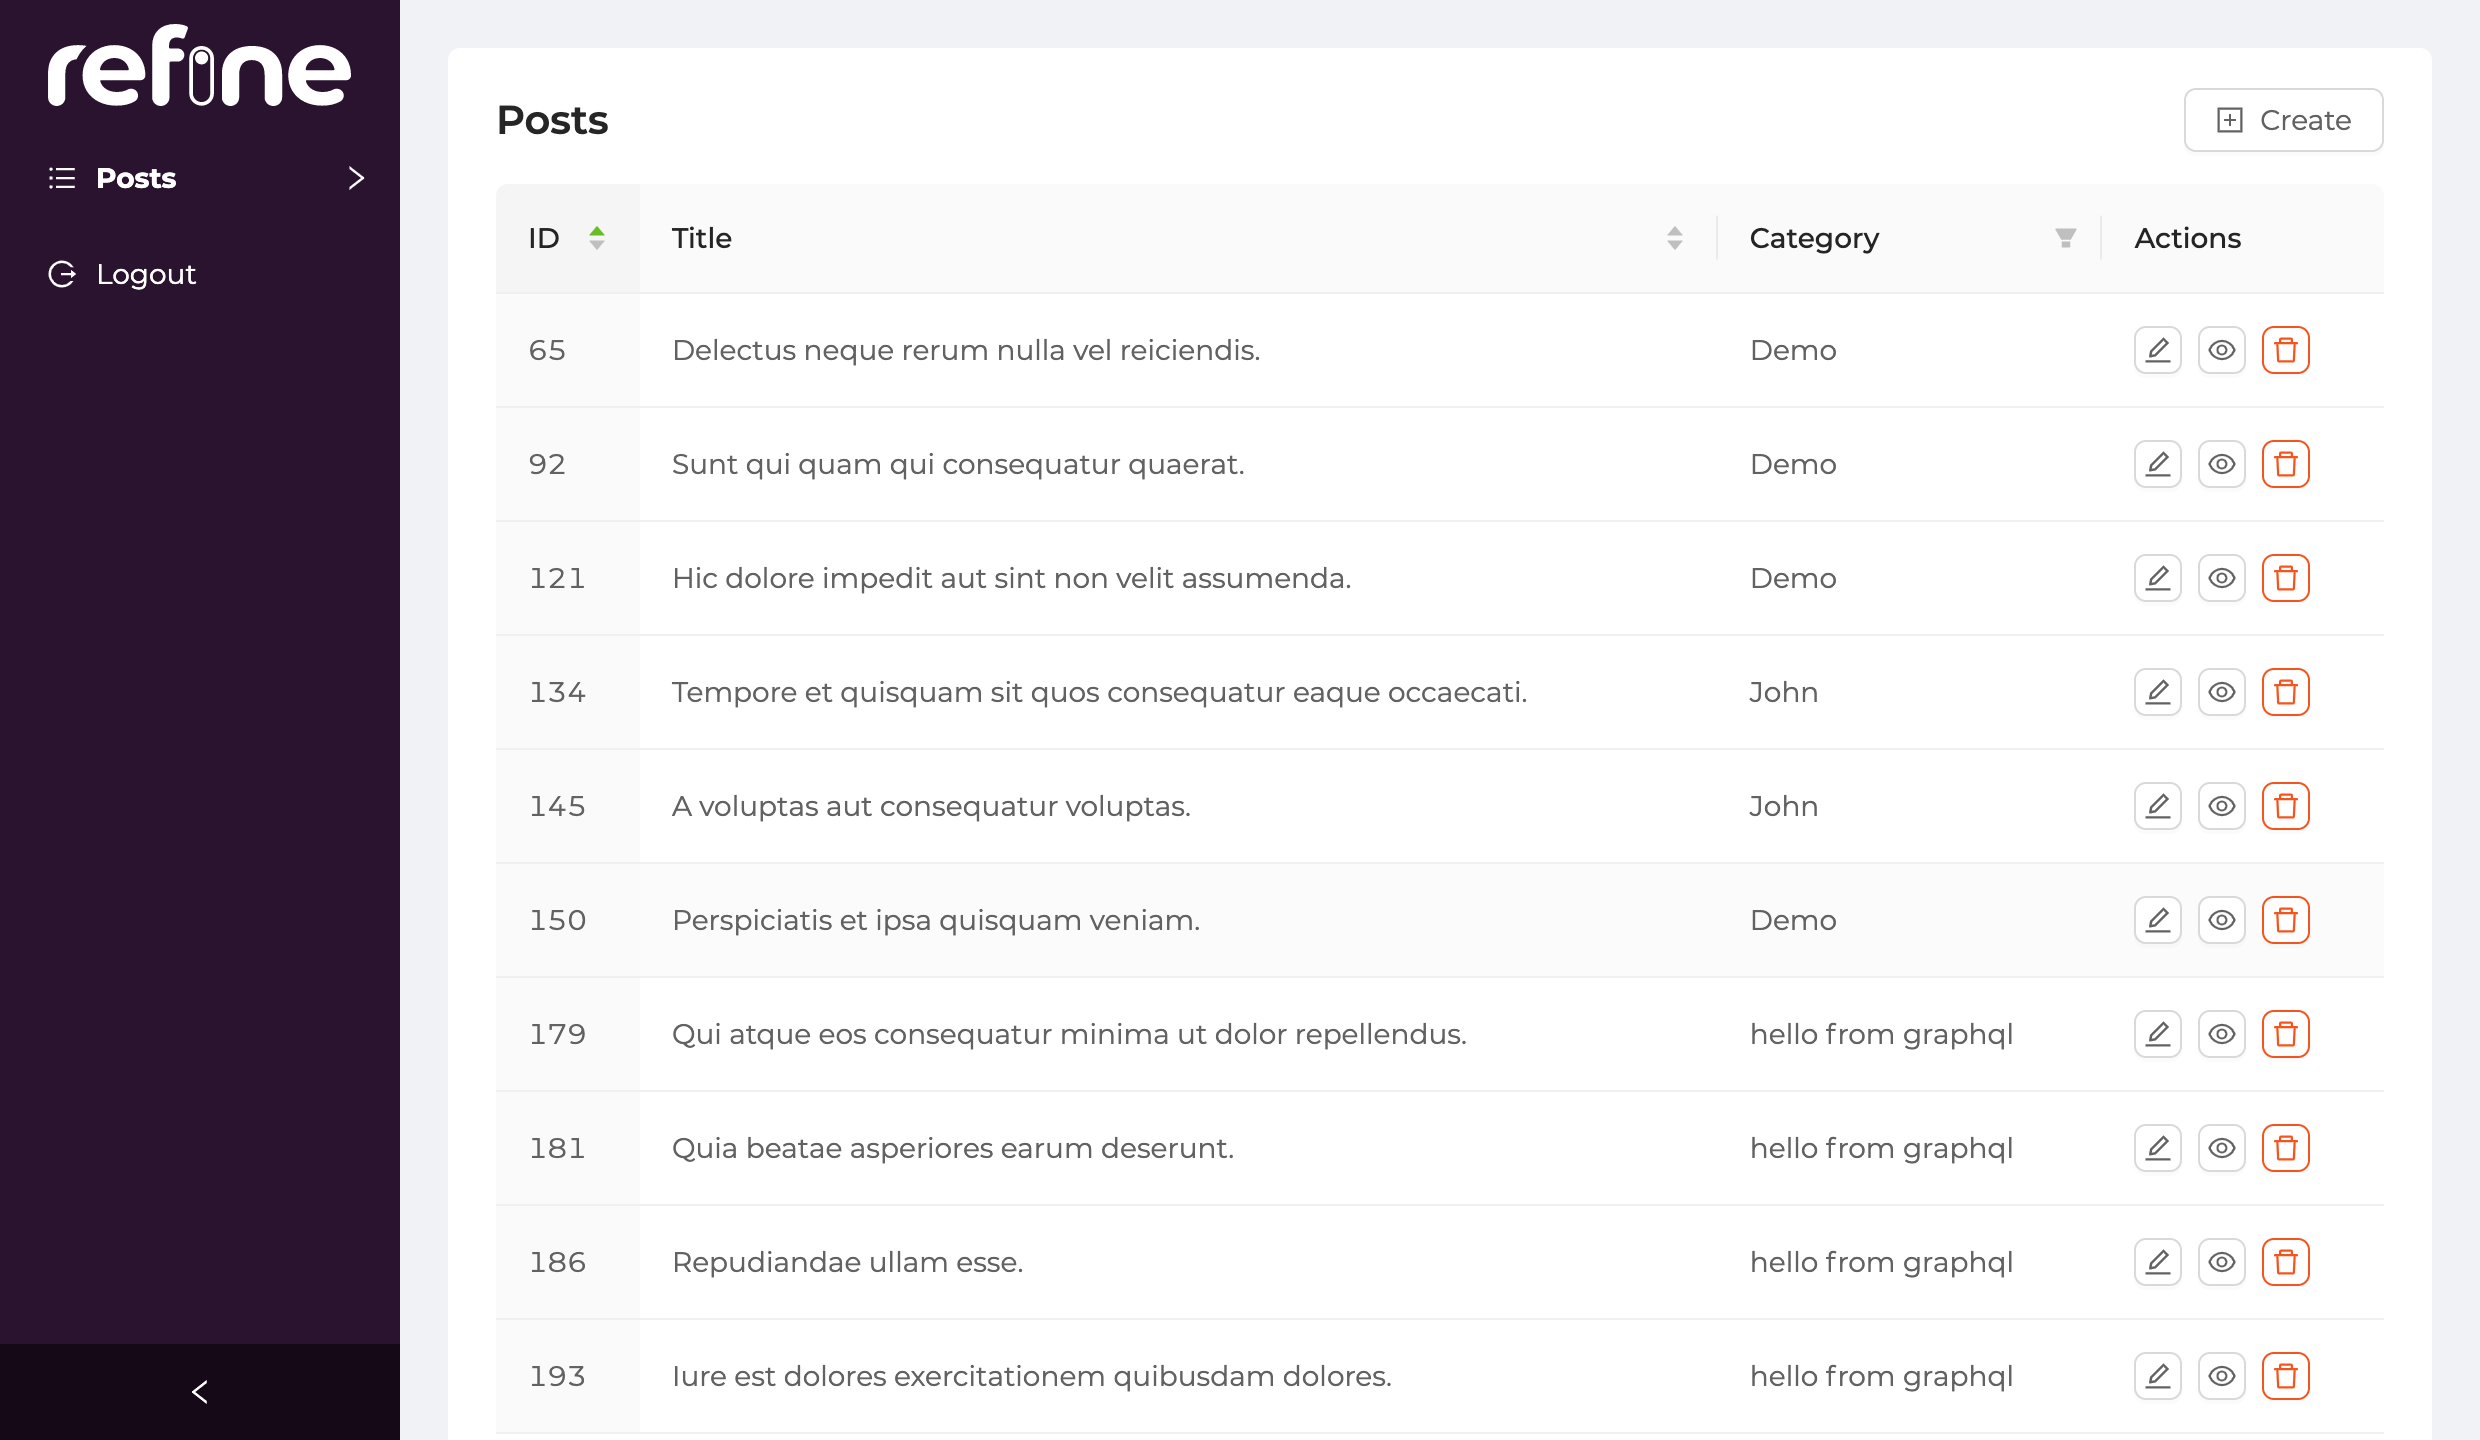 refine
Posts
Logout
Posts
Create
ID Title Category Actions
65 Delectus neque rerum nulla vel reiciendis. Demo
92 Sunt qui quam qui consequatur quaerat. Demo
121 Hic dolore impedit aut sint non velit assumenda. Demo
134 Tempore et quisquam sit quos consequatur eaque occaecati. John
145 A voluptas aut consequatur voluptas. John
150 Perspiciatis et ipsa quisquam veniam. Demo
179 Qui atque eos consequatur minima ut dolor repellendus. hello from graphql
181 Quia beatae asperiores earum deserunt. hello from graphql
186 Repudiandae ullam esse. hello from graphql
193 Iure est dolores exercitationem quibusdam dolores. hello from graphql